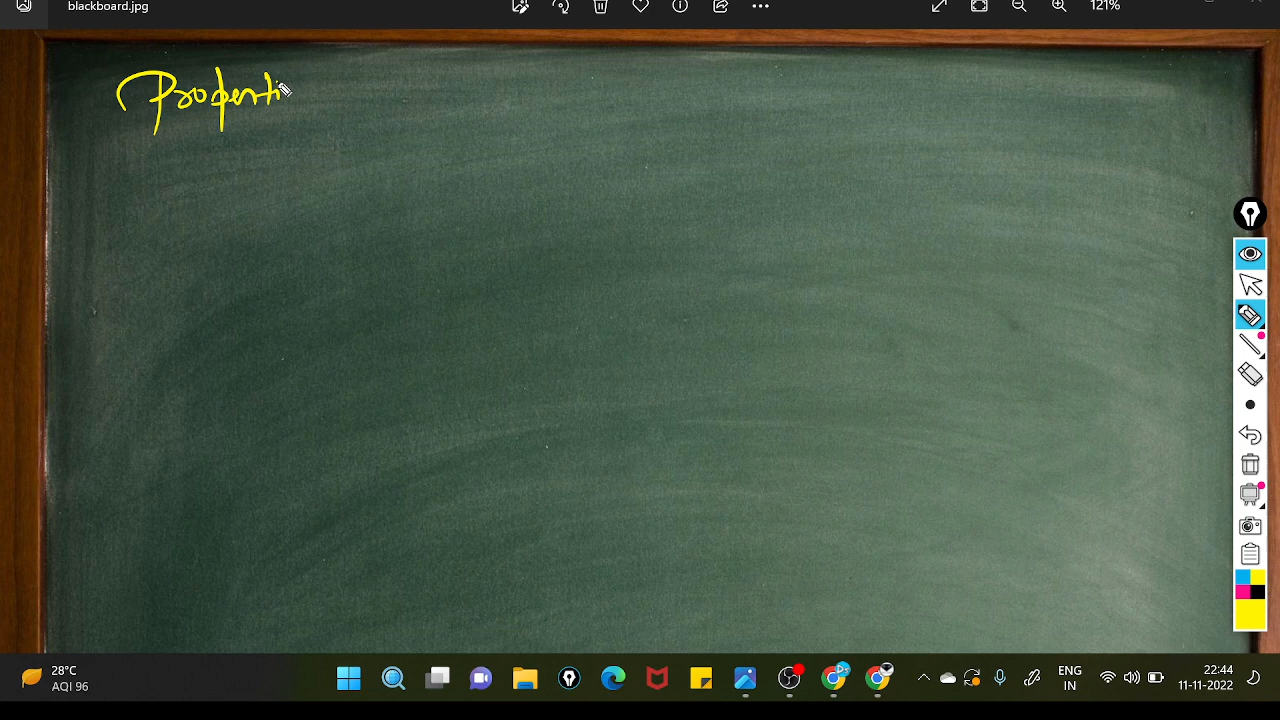 blackboard.jpg
121%
Properti
28°C
AQI 96
ENG
IN
22:44
11-11-2022